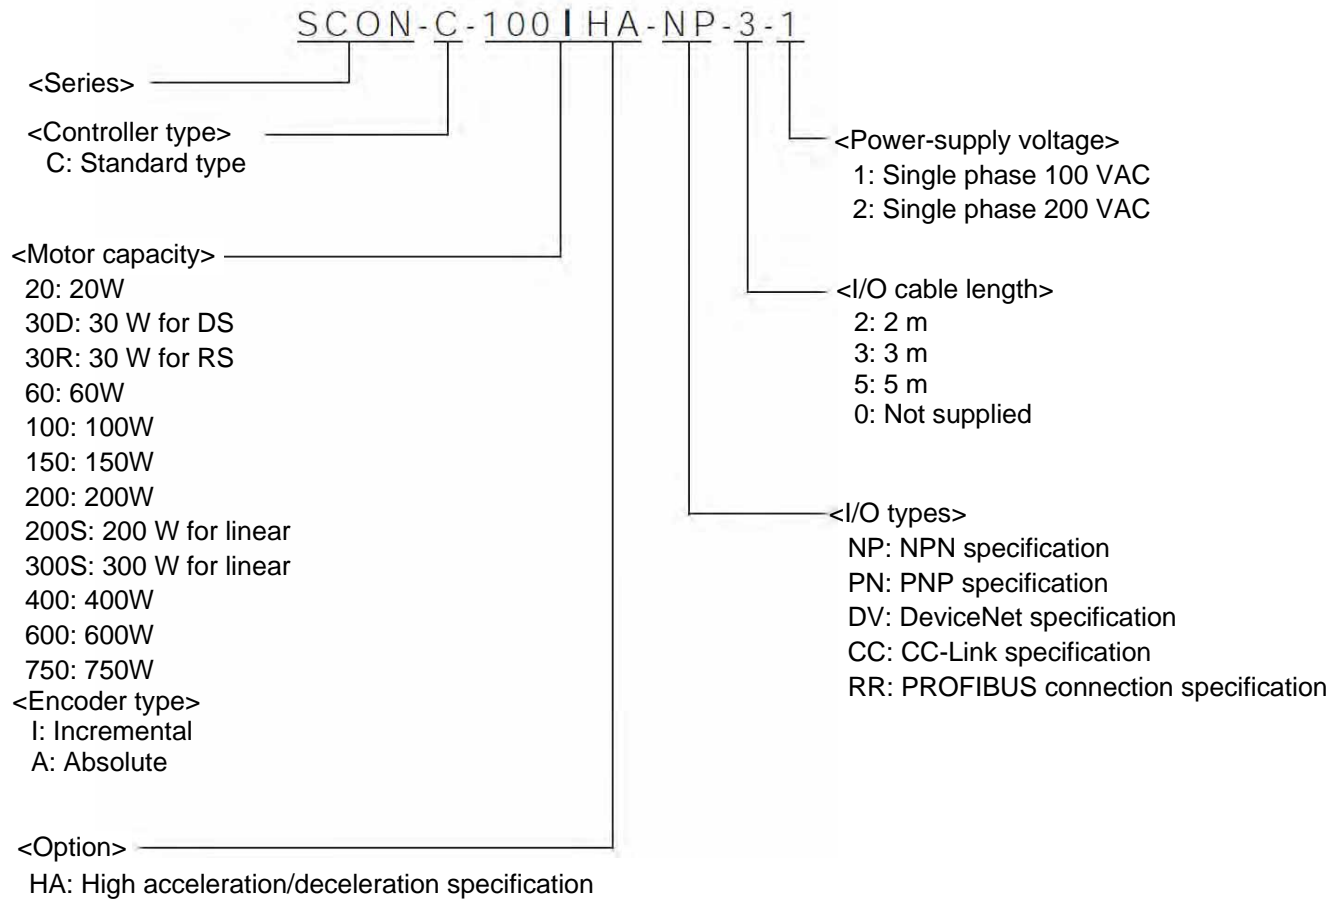 SCON-C-100IHA-NP-3-1
<Series>
<Controller type>
C: Standard type
<Motor capacity>
20: 20W
30D: 30 W for DS
30R: 30 W for RS
60: 60W
100: 100W
150: 150W
200: 200W
200S: 200 W for linear
300S: 300 W for linear
400: 400W
600: 600W
750: 750W
<Encoder type>
I: Incremental
A: Absolute
<Option>
HA: High acceleration/deceleration specification
<Power-supply voltage>
1: Single phase 100 VAC
2: Single phase 200 VAC
<I/O cable length>
2: 2 m
3: 3 m
5: 5 m
0: Not supplied
<I/O types>
NP: NPN specification
PN: PNP specification
DV: DeviceNet specification
CC: CC-Link specification
RR: PROFIBUS connection specification